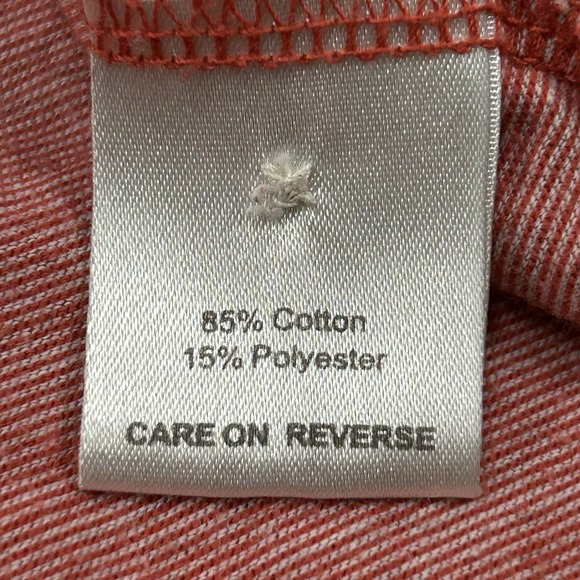 85% Cotton
15% Polyester
CARE ON REVERSE